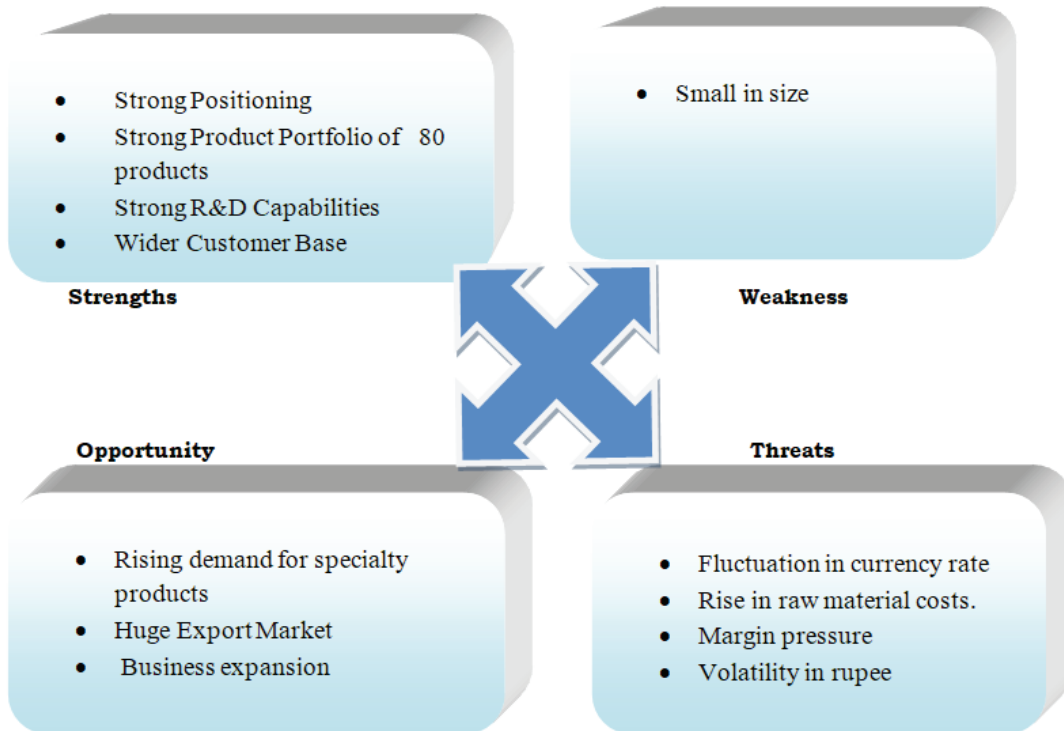 • Strong Positioning
• Strong Product Portfolio of 80
products
• Strong R&D Capabilities
• Wider Customer Base
Strengths
• Small in size
Weakness
Opportunity
• Rising demand for specialty
products
• Huge Export Market
• Business expansion
Threats
• Fluctuation in currency rate
• Rise in raw material costs.
• Margin pressure
• Volatility in rupee